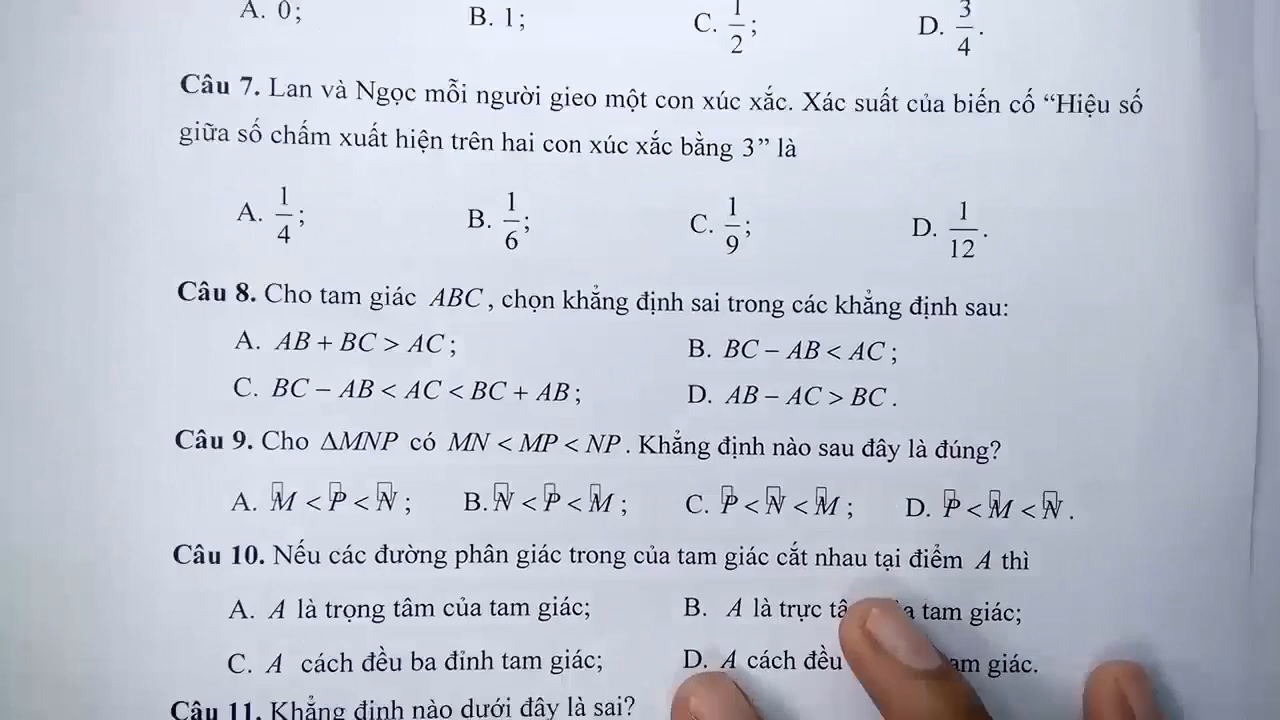 A. 0; B. 1; C. 1/2; D. 3/4.
Câu 7. Lan và Ngọc mỗi người gieo một con xúc xắc. Xác suất của biến cố “Hiệu số
giữa số chấm xuất hiện trên hai con xúc xắc bằng 3” là
A. 1/4; B. 1/6; C. 1/9; D. 1/12.
Câu 8. Cho tam giác ABC, chọn khẳng định sai trong các khẳng định sau:
A. AB + BC > AC; B. BC − AB < AC;
C. BC − AB < AC < BC + AB; D. AB − AC > BC.
Câu 9. Cho ΔMNP có MN < MP < NP. Khẳng định nào sau đây là đúng?
A. M < P < N; B. N < P < M; C. P < N < M; D. P < M < N.
Câu 10. Nếu các đường phân giác trong của tam giác cắt nhau tại điểm A thì
A. A là trọng tâm của tam giác; B. A là trực tam giác;
C. A cách đều ba đỉnh tam giác; D. A cách đều giác.
Câu 11. Khẳng định nào dưới đây là sai?